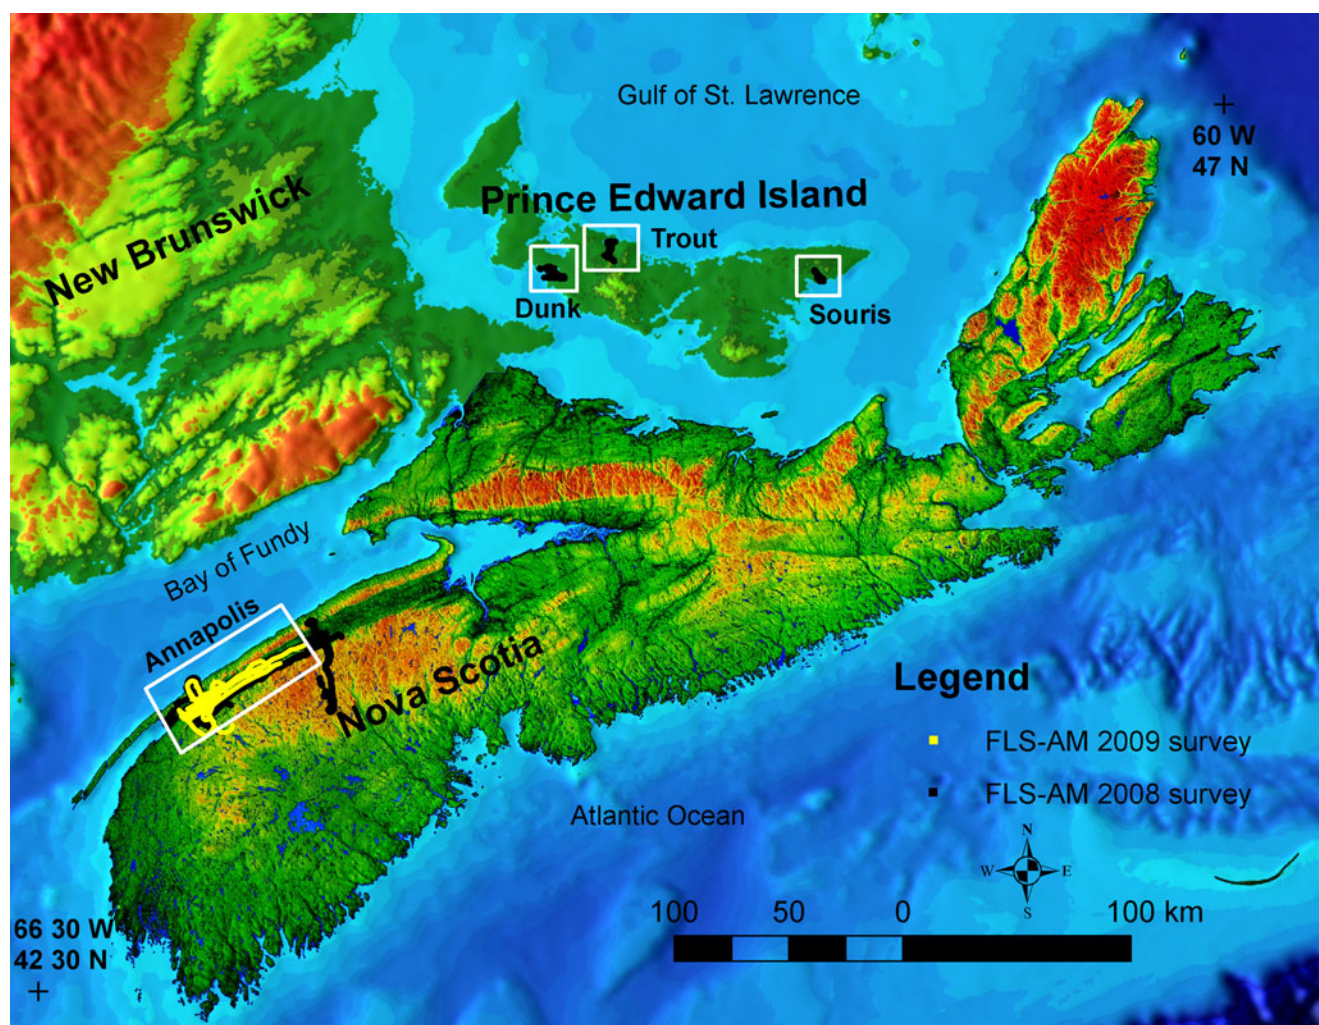 Gulf of St. Lawrence
60 W
47 N
Prince Edward Island
New Brunswick
Trout
Dunk
Souris
Bay of Fundy
Annapolis
Nova Scotia
Legend
FLS-AM 2009 survey
FLS-AM 2008 survey
Atlantic Ocean
N
W E
S
66 30 W
42 30 N
100 50 0 100 km